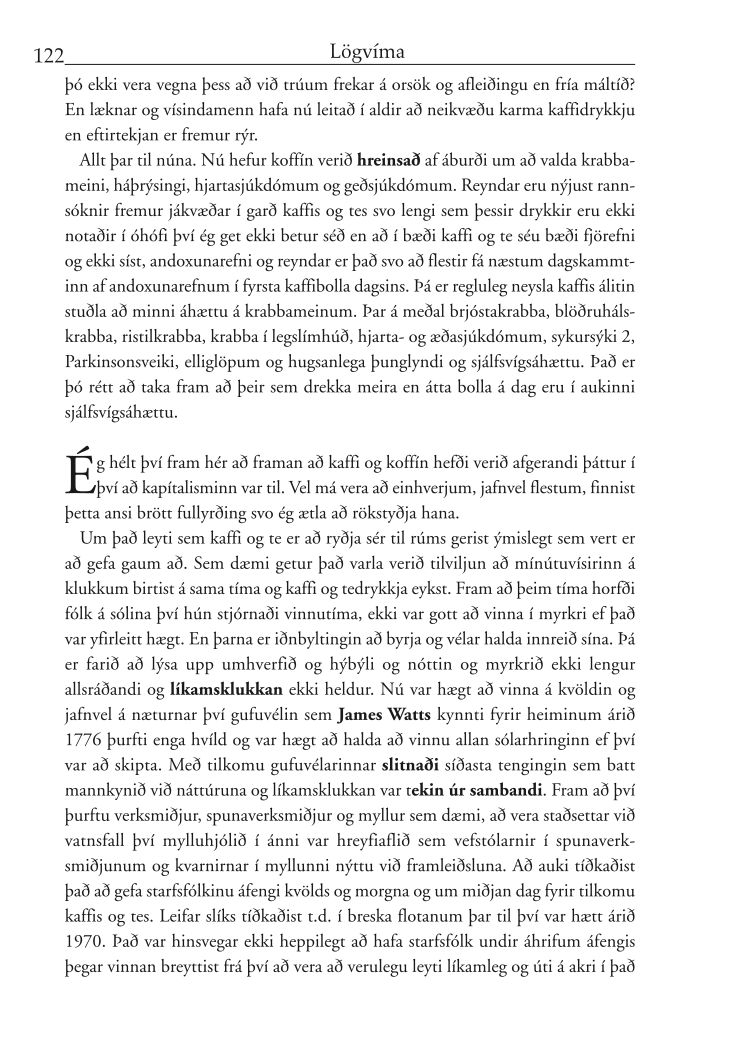 122
Lögvíma
þó ekki vera vegna þess að við trúum frekar á orsök og afleiðingu en fría máltíð?
En læknar og vísindamenn hafa nú leitað í aldir að neikvæðu karma kaffidrykkju
en eftirtekjan er fremur rýr.
Allt þar til núna. Nú hefur koffín verið hreinsað af áburði um að valda krabba-
meini, háþrýsingi, hjartasjúkdómum og geðsjúkdómum. Reyndar eru nýjust rann-
sóknir fremur jákvæðar í garð kaffis og tes svo lengi sem þessir drykkir eru ekki
notaðir í óhófi því ég get ekki betur séð en að í bæði kaffi og te séu bæði fjörefni
og ekki síst, andoxunarefni og reyndar er það svo að flestir fá næstum dagskammt-
inn af andoxunarefnum í fyrsta kaffibolla dagsins. Þá er regluleg neysla kaffis álitin
stuðla að minni áhættu á krabbameinum. Þar á meðal brjóstakrabba, blöðruháls-
krabba, ristilkrabba, krabba í legslímhúð, hjarta- og æðasjúkdómum, sykursýki 2,
Parkinsonsveiki, elliglöpum og hugsanlega þunglyndi og sjálfsvígsáhættu. Það er
þó rétt að taka fram að þeir sem drekka meira en átta bolla á dag eru í aukinni
sjálfsvígsáhættu.
Ég hélt því fram hér að framan að kaffi og koffín hefði verið afgerandi þáttur í
því að kapítalisminn var til. Vel má vera að einhverjum, jafnvel flestum, finnist
þetta ansi brött fullyrðing svo ég ætla að rökstyðja hana.
Um það leyti sem kaffi og te er að ryðja sér til rúms gerist ýmislegt sem vert er
að gefa gaum að. Sem dæmi getur það varla verið tilviljun að mínútuvísirinn á
klukkum birtist á sama tíma og kaffi og tedrykkja eykst. Fram að þeim tíma horfði
fólk á sólina því hún stjórnaði vinnutíma, ekki var gott að vinna í myrkri ef það
var yfirleitt hægt. En þarna er iðnbyltingin að byrja og vélar halda innreið sína. Þá
er farið að lýsa upp umhverfið og hýbýli og nóttin og myrkrið ekki lengur
allsráðandi og líkamsklukkan ekki heldur. Nú var hægt að vinna á kvöldin og
jafnvel á næturnar því gufuvélin sem James Watts kynnti fyrir heiminum árið
1776 þurfti enga hvíld og var hægt að halda að vinnu allan sólarhringinn ef því
var að skipta. Með tilkomu gufuvélarinnar slitnaði síðasta tengingin sem batt
mannkynið við náttúruna og líkamsklukkan var tekin úr sambandi. Fram að því
þurftu verksmiðjur, spunaverksmiðjur og myllur sem dæmi, að vera staðsettar við
vatnsfall því mylluhjólið í ánni var hreyfiaflið sem vefstólarnir í spunaverk-
smiðjunum og kvarnirnar í myllunni nýttu við framleiðsluna. Að auki tíðkaðist
það að gefa starfsfólkinu áfengi kvölds og morgna og um miðjan dag fyrir tilkomu
kaffis og tes. Leifar slíks tíðkaðist t.d. í breska flotanum þar til því var hætt árið
1970. Það var hinsvegar ekki heppilegt að hafa starfsfólk undir áhrifum áfengis
þegar vinnan breyttist frá því að vera að verulegu leyti líkamleg og úti á akri í það